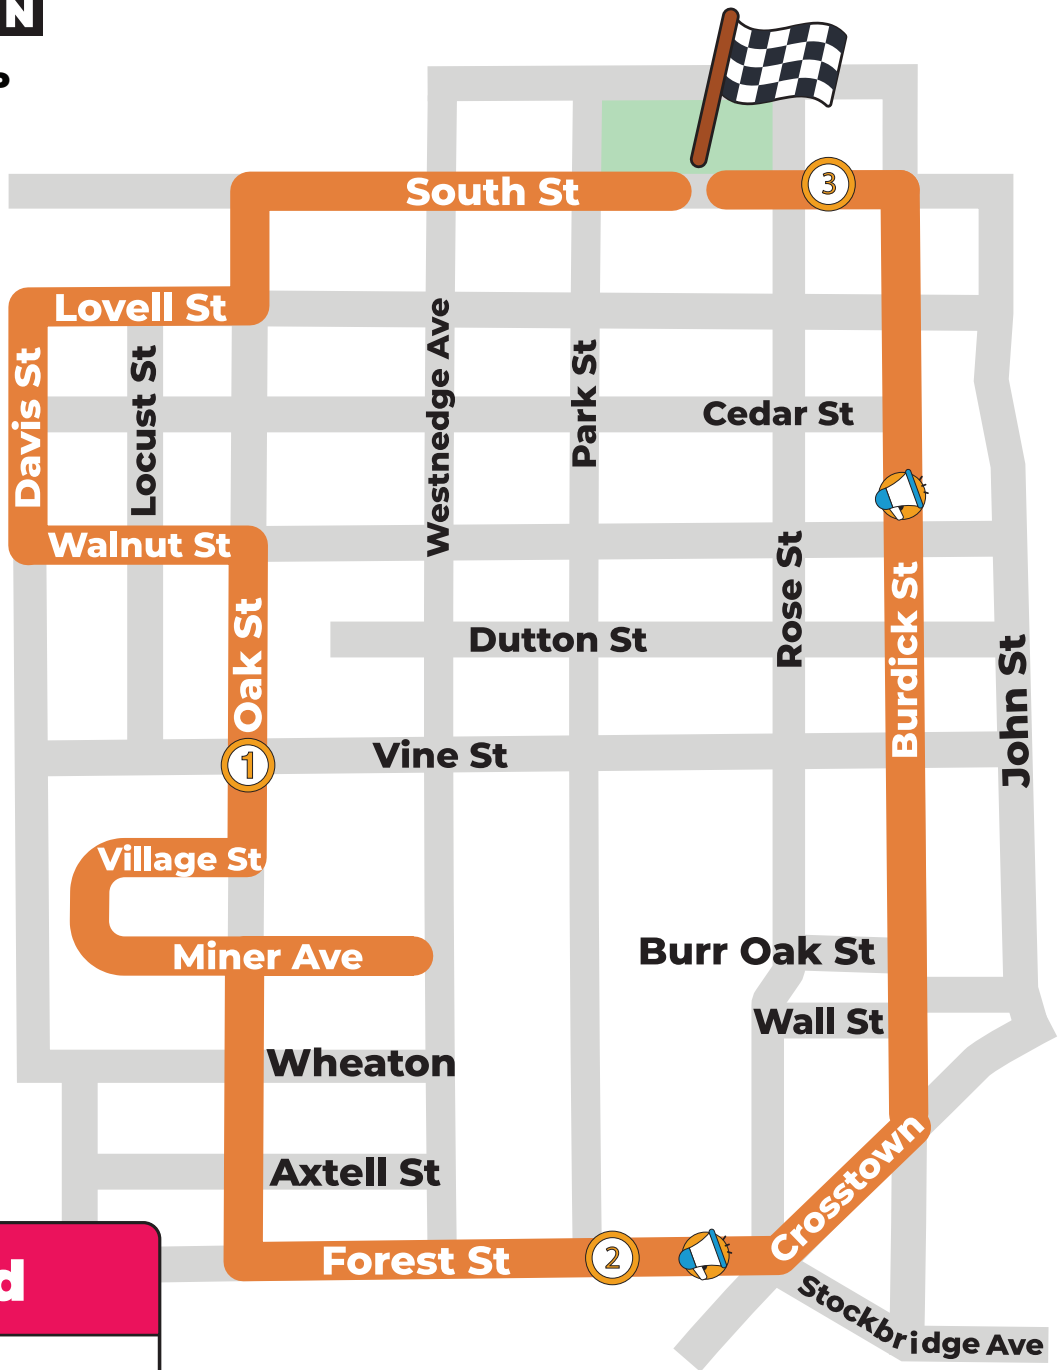 N
South St
3
Lovell St
Davis St
Locust St
Westnedge Ave
Park St
Cedar St
Walnut St
Oak St
Rose St
Dutton St
Burdick St
John St
Vine St
1
Village St
Miner Ave
Burr Oak St
Wall St
Wheaton
Axtell St
Crosstown
Forest St
2
Stockbridge Ave
d